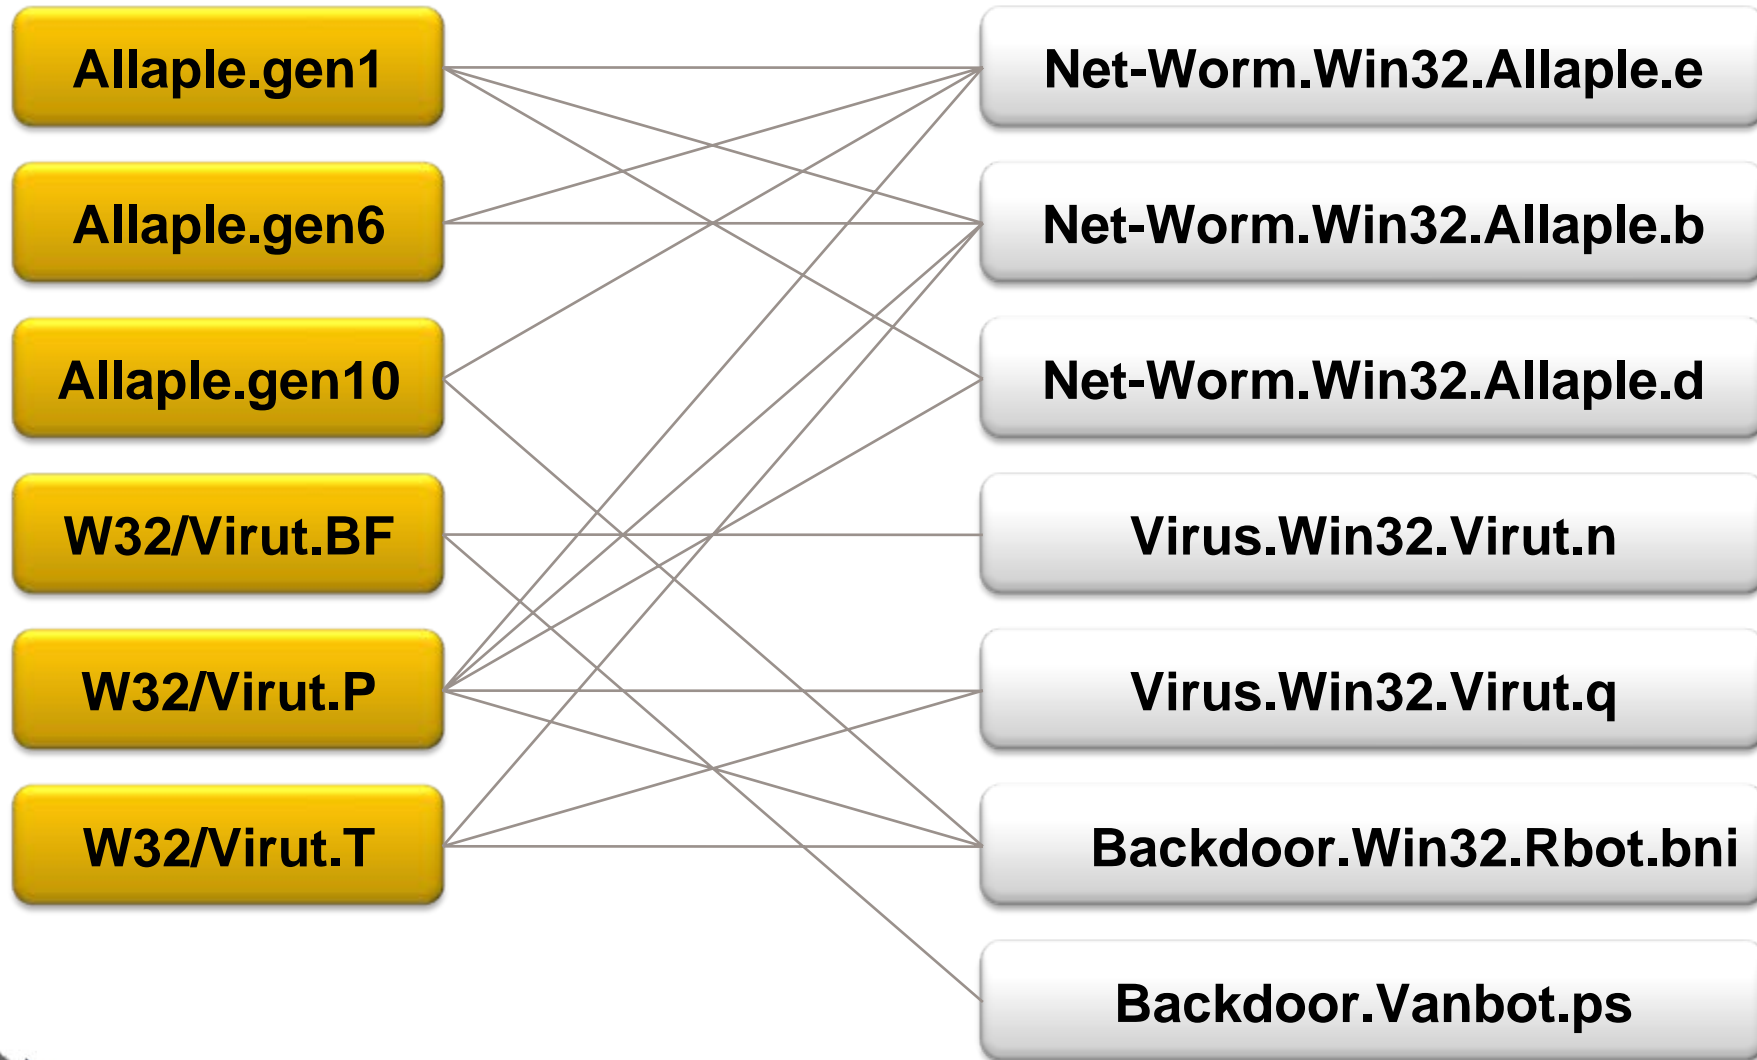 Allaple.gen1
Net-Worm.Win32.Allaple.e
Allaple.gen6
Net-Worm.Win32.Allaple.b
Allaple.gen10
Net-Worm.Win32.Allaple.d
W32/Virut.BF
Virus.Win32.Virut.n
W32/Virut.P
Virus.Win32.Virut.q
W32/Virut.T
Backdoor.Win32.Rbot.bni
Backdoor.Vanbot.ps